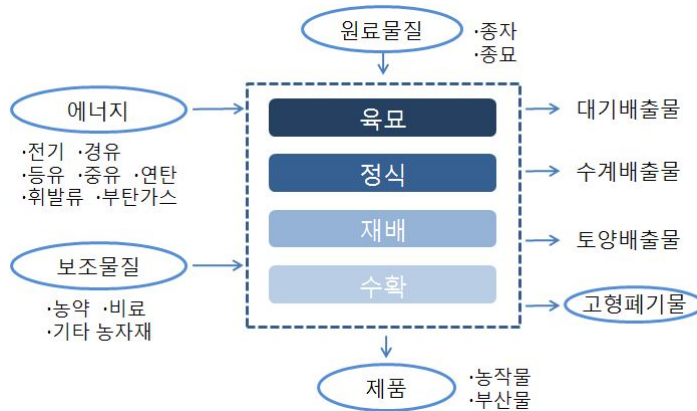 원료물질
·종자
·종묘
에너지
·전기 ·경유
·등유 ·중유 ·연탄
·휘발류 ·부탄가스
보조물질
·농약 ·비료
·기타 농자재
육묘
정식
재배
수확
대기배출물
수계배출물
토양배출물
고형폐기물
제품
·농작물
·부산물